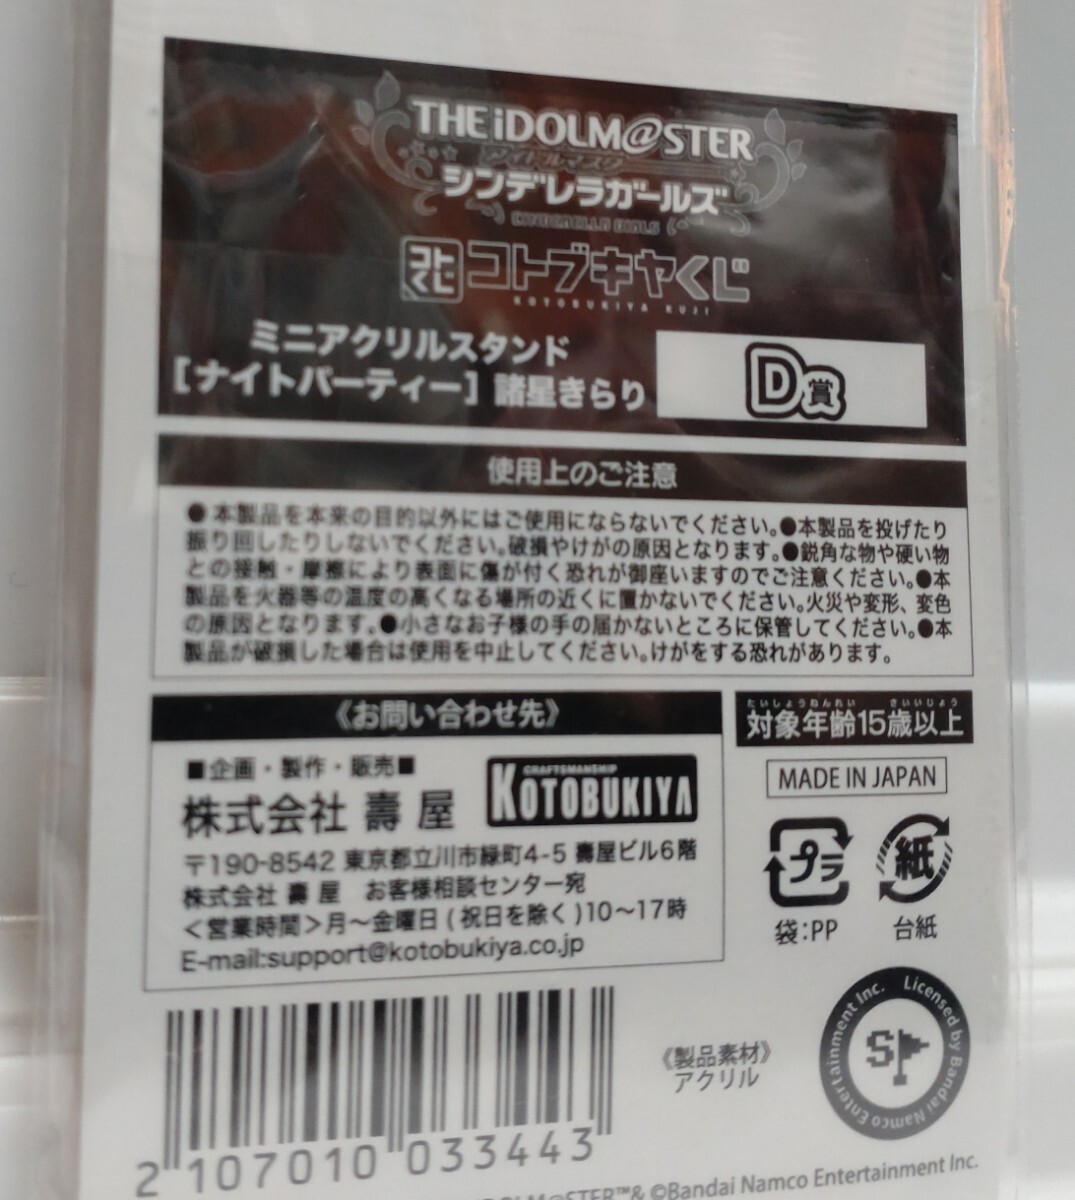 THE iDOLM@STER
アイドルマスター
シンデレラガールズ
CINDERELLA GIRLS
コトくじ コトブキヤくじ
KOTOBUKIYA KUJI
ミニアクリルスタンド
[ナイトパーティー] 諸星きらり
D賞
使用上のご注意
●本製品を本来の目的以外にはご使用にならないでください。●本製品を投げたり
振り回したりしないでください。破損やけがの原因となります。●鋭角な物や硬い物
との接触・摩擦により表面に傷が付く恐れが御座いますのでご注意ください。●本
製品を火器等の温度の高くなる場所の近くに置かないでください。火災や変形、変色
の原因となります。●小さなお子様の手の届かないところに保管してください。●本
製品が破損した場合は使用を中止してください。けがをする恐れがあります。
《お問い合わせ先》
■企画・製作・販売■
株式会社 壽 屋
CRAFTSMANSHIP
KOTOBUKIYA
〒190-8542 東京都立川市緑町4-5 壽屋ビル6階
株式会社 壽 屋 お客様相談センター宛
＜営業時間＞月〜金曜日(祝日を除く)10〜17時
E-mail:support@kotobukiya.co.jp
たいしょうねんれい さいいじょう
対象年齢15歳以上
MADE IN JAPAN
プラ
紙
袋:PP
台紙
《製品素材》
アクリル
Licensed by Bandai Namco Entertainment Inc.
S
2 107010 033443
OLM@STER™& ©Bandai Namco Entertainment Inc.